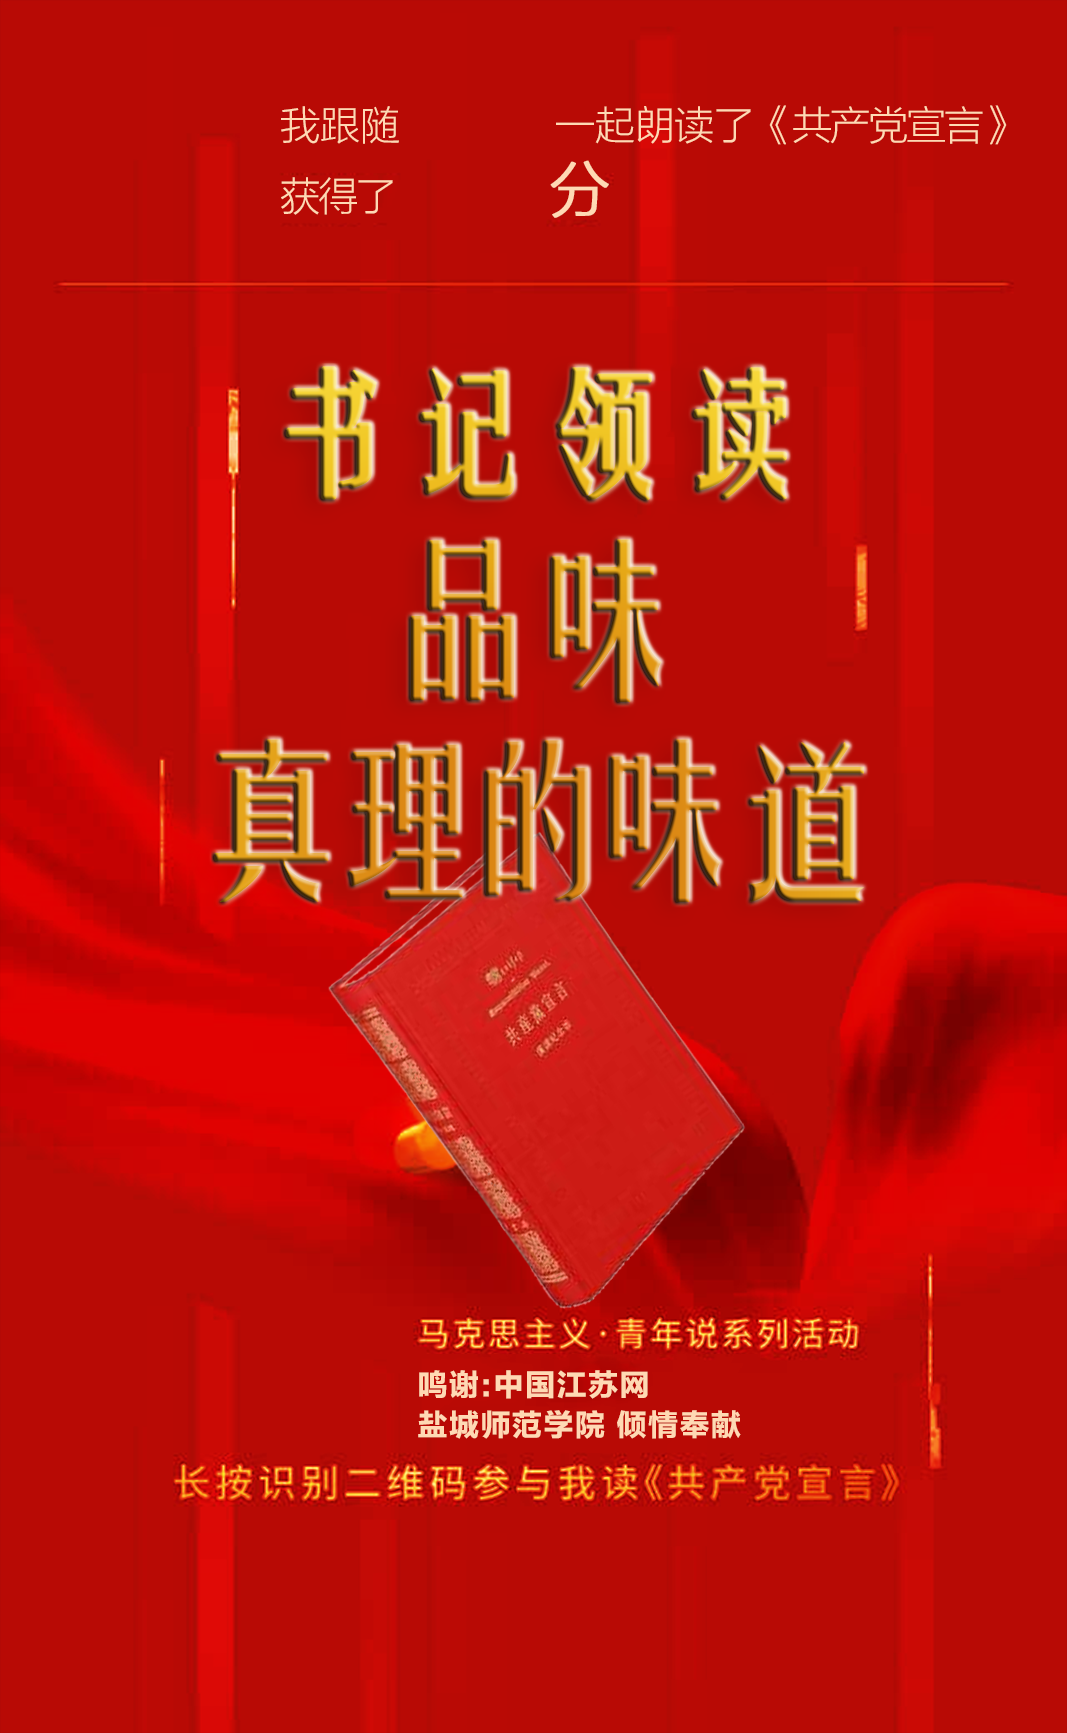 我跟随 一起朗读了《共产党宣言》
获得了 分
书记领读
品味
真理的味道
共產黨宣言
马克思主义·青年说系列活动
鸣谢:中国江苏网
盐城师范学院 倾情奉献
长按识别二维码参与我读《共产党宣言》